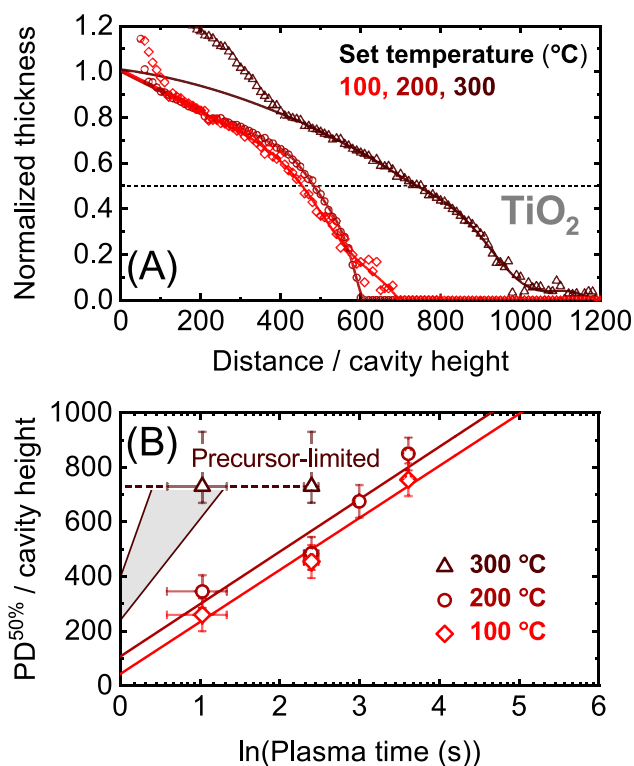 Normalized thickness
1.2
1.0
0.8
0.6
0.4
0.2
0.0
Set temperature (°C)
100, 200, 300
TiO₂
(A)
0 200 400 600 800 1000 1200
Distance / cavity height
PD⁵⁰% / cavity height
1000
800
600
400
200
0
(B)
Precursor-limited
300 °C
200 °C
100 °C
0 1 2 3 4 5 6
ln(Plasma time (s))